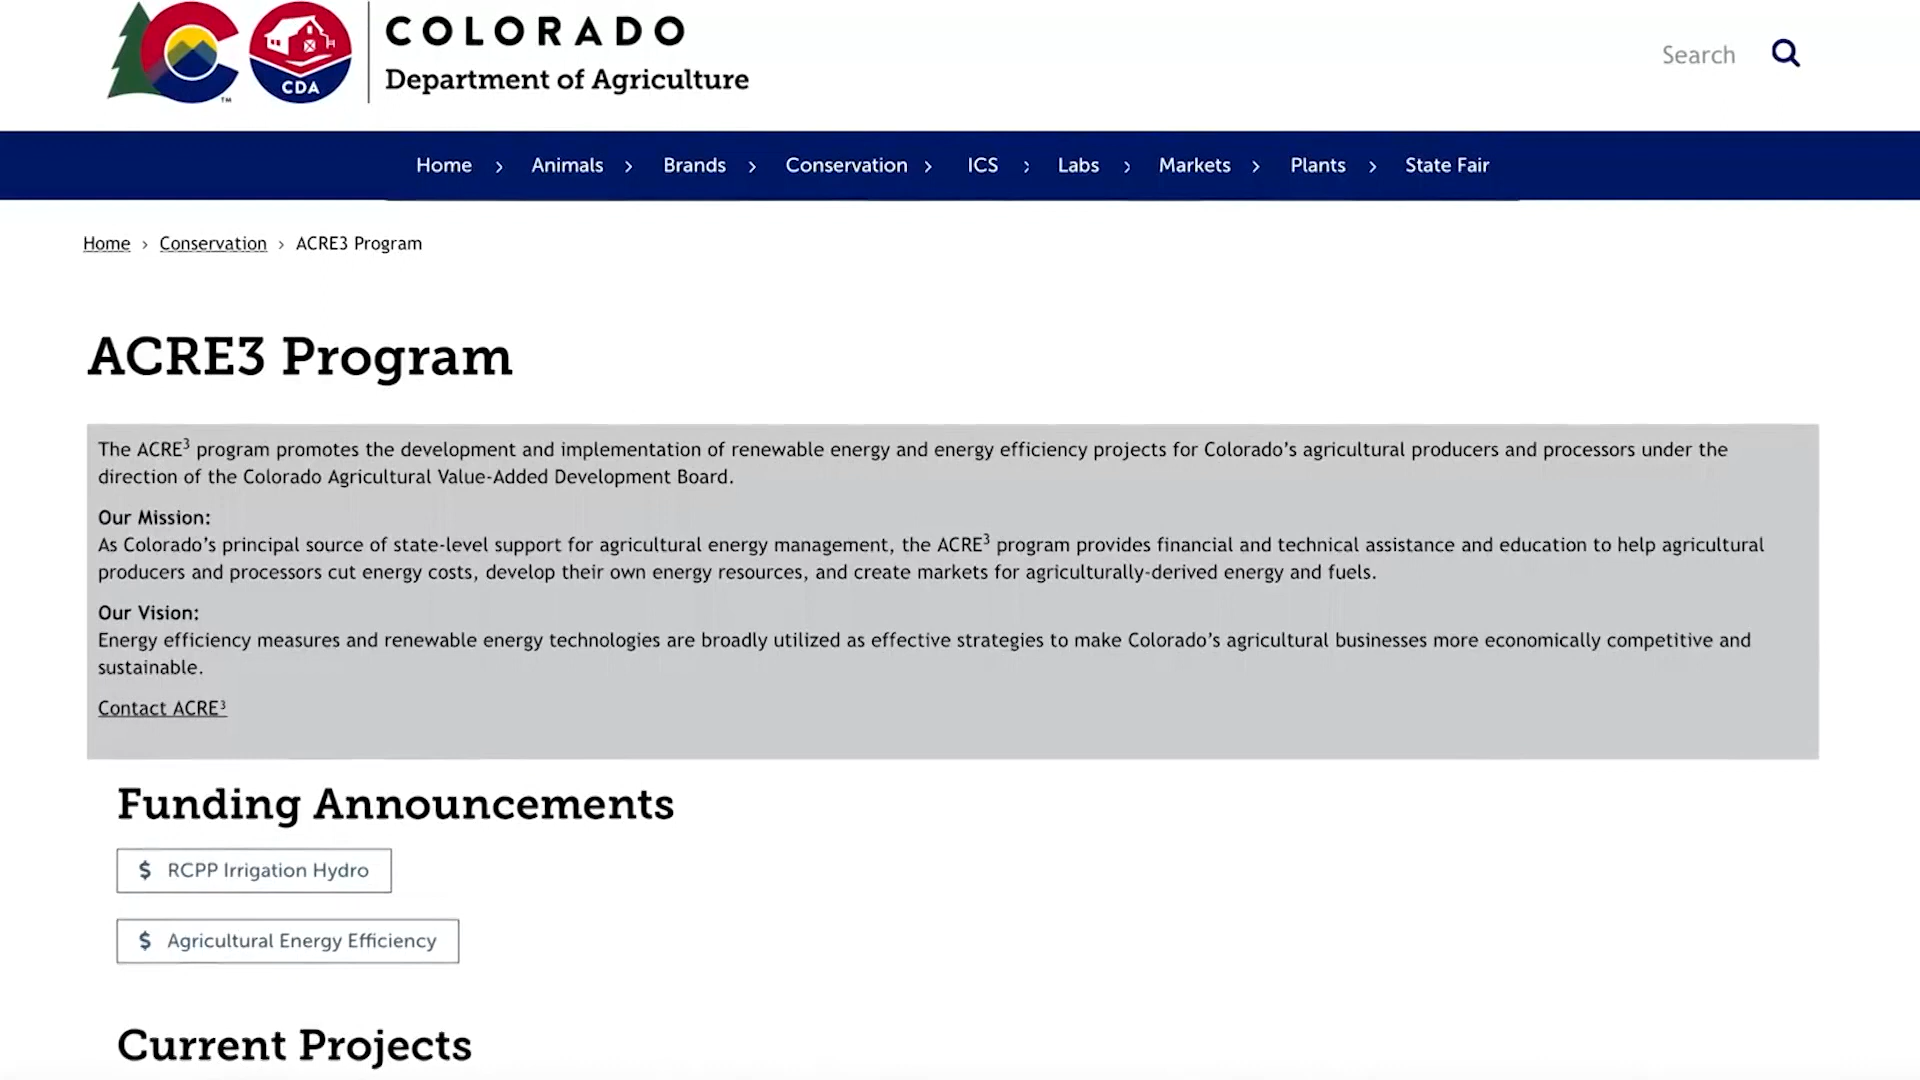 COLORADO
Department of Agriculture
CDA
TM
Search
Home > Animals > Brands > Conservation > ICS > Labs > Markets > Plants > State Fair
Home > Conservation > ACRE3 Program
ACRE3 Program
The ACRE³ program promotes the development and implementation of renewable energy and energy efficiency projects for Colorado’s agricultural producers and processors under the
direction of the Colorado Agricultural Value-Added Development Board.
Our Mission:
As Colorado’s principal source of state-level support for agricultural energy management, the ACRE³ program provides financial and technical assistance and education to help agricultural
producers and processors cut energy costs, develop their own energy resources, and create markets for agriculturally-derived energy and fuels.
Our Vision:
Energy efficiency measures and renewable energy technologies are broadly utilized as effective strategies to make Colorado’s agricultural businesses more economically competitive and
sustainable.
Contact ACRE³
Funding Announcements
$ RCPP Irrigation Hydro
$ Agricultural Energy Efficiency
Current Projects